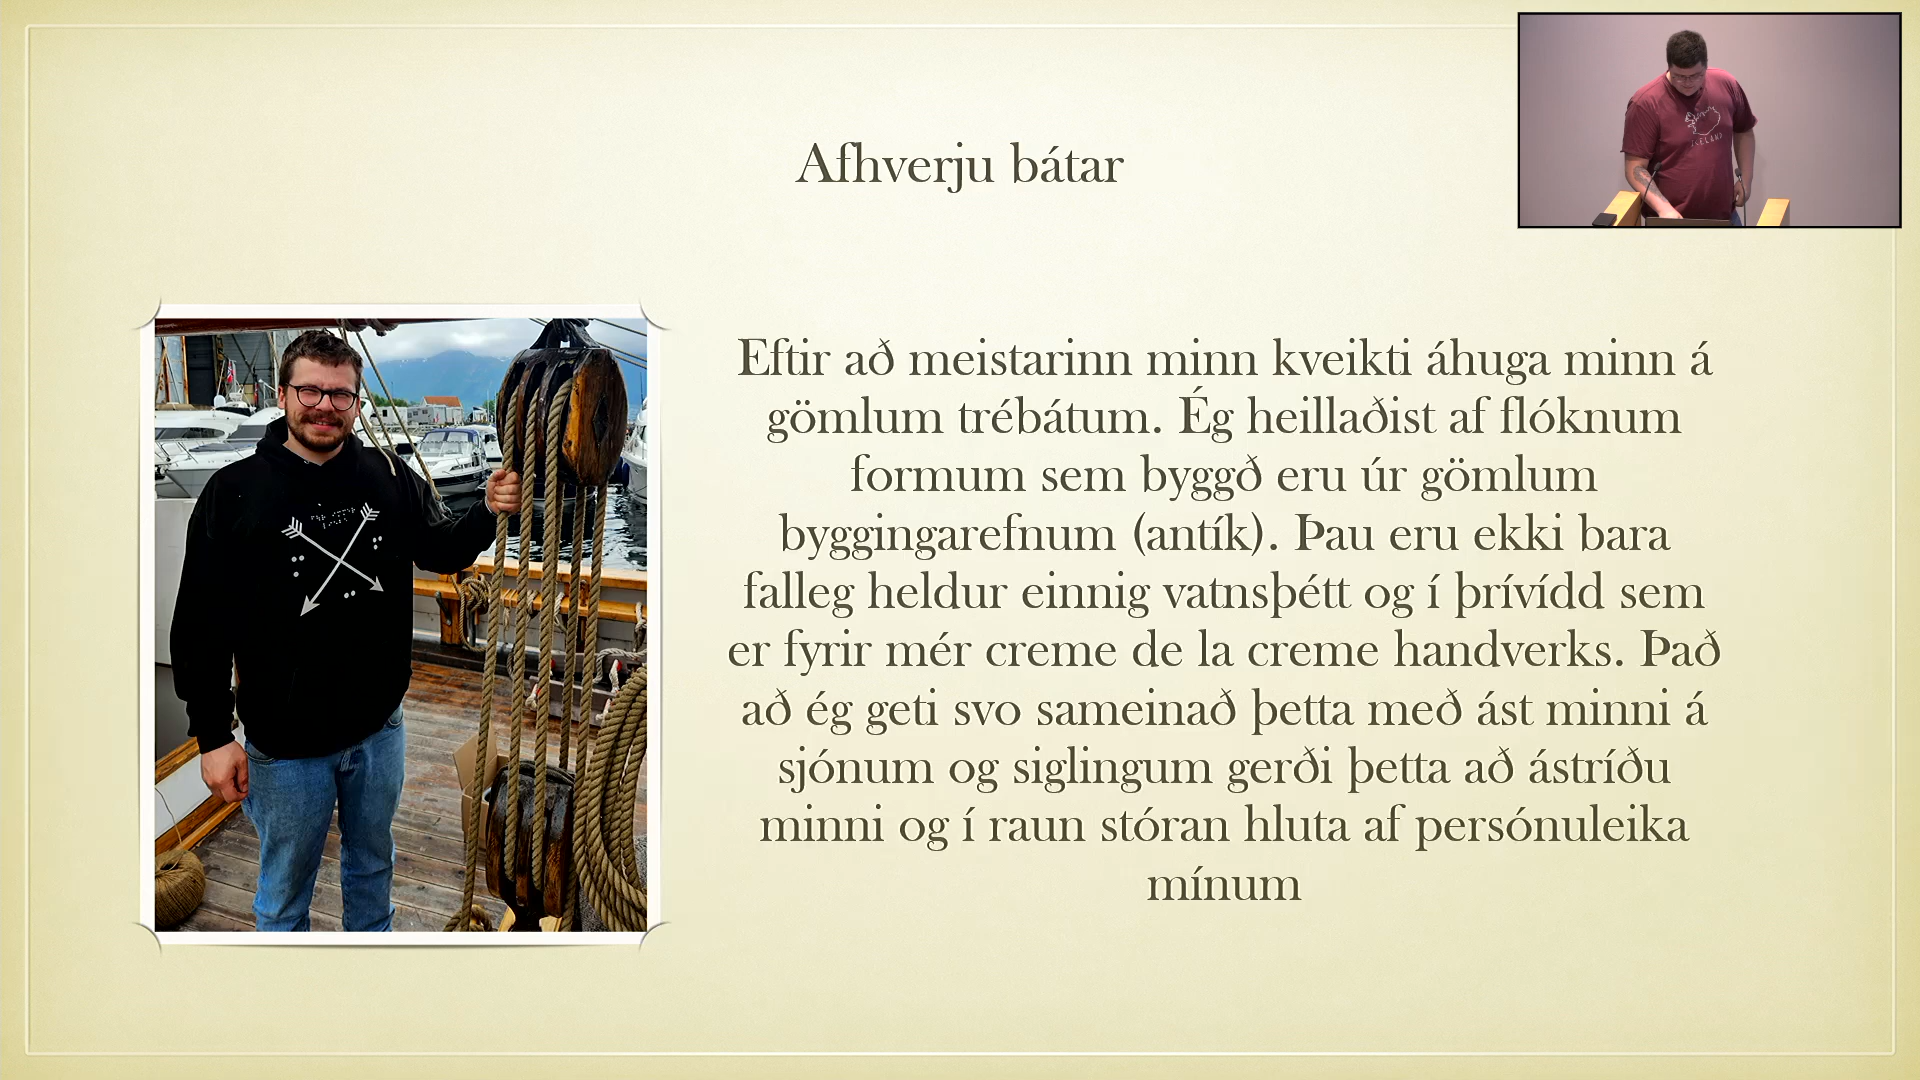 Afhverju bátar
Eftir að meistarinn minn kveikti áhuga minn á
gömlum trébátum. Ég heillaðist af flóknum
formum sem byggð eru úr gömlum
byggingarefnum (antík). Þau eru ekki bara
falleg heldur einnig vatnsþétt og í þrívídd sem
er fyrir mér creme de la creme handverks. Það
að ég geti svo sameinað þetta með ást minni á
sjónum og siglingum gerði þetta að ástríðu
minni og í raun stóran hluta af persónuleika
mínum
ICELAND